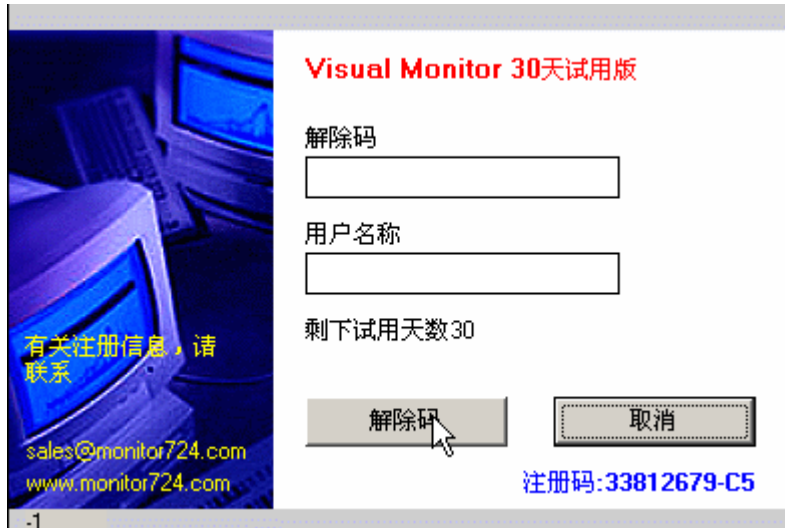 Visual Monitor 30天试用版
解除码
用户名称
剩下试用天数30
有关注册信息，请
联系
解除码
取消
sales@monitor724.com
www.monitor724.com
注册码:33812679-C5
-1